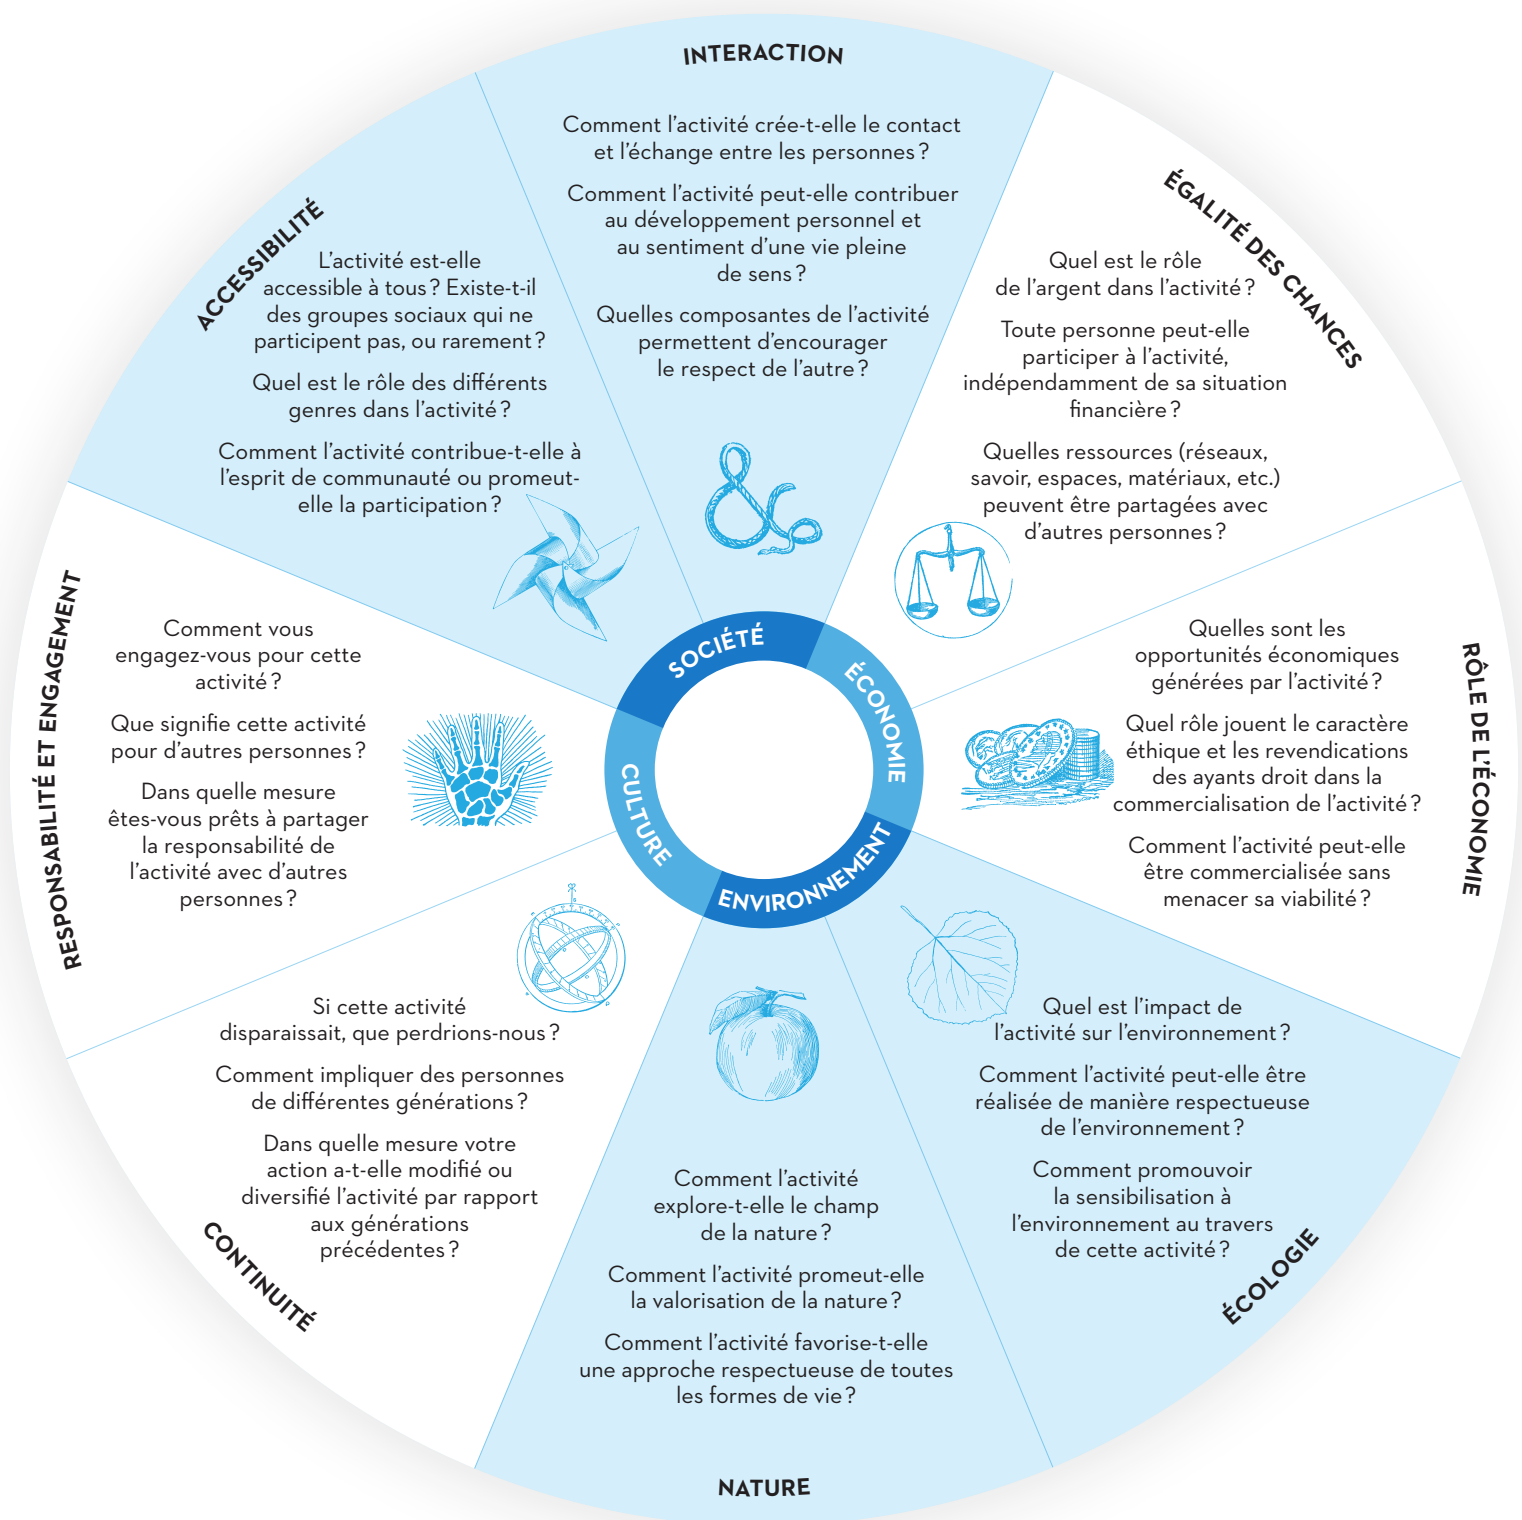 INTERACTION
Comment l’activité crée-t-elle le contact
et l’échange entre les personnes ?
Comment l’activité peut-elle contribuer
au développement personnel et
au sentiment d’une vie pleine
de sens ?
Quelles composantes de l’activité
permettent d’encourager
le respect de l’autre ?
ÉGALITÉ DES CHANCES
Quel est le rôle
de l’argent dans l’activité ?
Toute personne peut-elle
participer à l’activité,
indépendamment de sa situation
financière ?
Quelles ressources (réseaux,
savoir, espaces, matériaux, etc.)
peuvent être partagées avec
d’autres personnes ?
RÔLE DE L’ÉCONOMIE
Quelles sont les
opportunités économiques
générées par l’activité ?
Quel rôle jouent le caractère
éthique et les revendications
des ayants droit dans la
commercialisation de l’activité ?
Comment l’activité peut-elle
être commercialisée sans
menacer sa viabilité ?
ÉCOLOGIE
Quel est l’impact de
l’activité sur l’environnement ?
Comment l’activité peut-elle être
réalisée de manière respectueuse
de l’environnement ?
Comment promouvoir
la sensibilisation à
l’environnement au travers
de cette activité ?
NATURE
Comment l’activité
explore-t-elle le champ
de la nature ?
Comment l’activité promeut-elle
la valorisation de la nature ?
Comment l’activité favorise-t-elle
une approche respectueuse de toutes
les formes de vie ?
CONTINUITÉ
Si cette activité
disparaissait, que perdrions-nous ?
Comment impliquer des personnes
de différentes générations ?
Dans quelle mesure votre
action a-t-elle modifié ou
diversifié l’activité par rapport
aux générations
précédentes ?
RESPONSABILITÉ ET ENGAGEMENT
Comment vous
engagez-vous pour cette
activité ?
Que signifie cette activité
pour d’autres personnes ?
Dans quelle mesure
êtes-vous prêts à partager
la responsabilité de
l’activité avec d’autres
personnes ?
ACCESSIBILITÉ
L’activité est-elle
accessible à tous ? Existe-t-il
des groupes sociaux qui ne
participent pas, ou rarement ?
Quel est le rôle des différents
genres dans l’activité ?
Comment l’activité contribue-t-elle à
l’esprit de communauté ou promeut-
elle la participation ?
SOCIÉTÉ
ÉCONOMIE
ENVIRONNEMENT
CULTURE